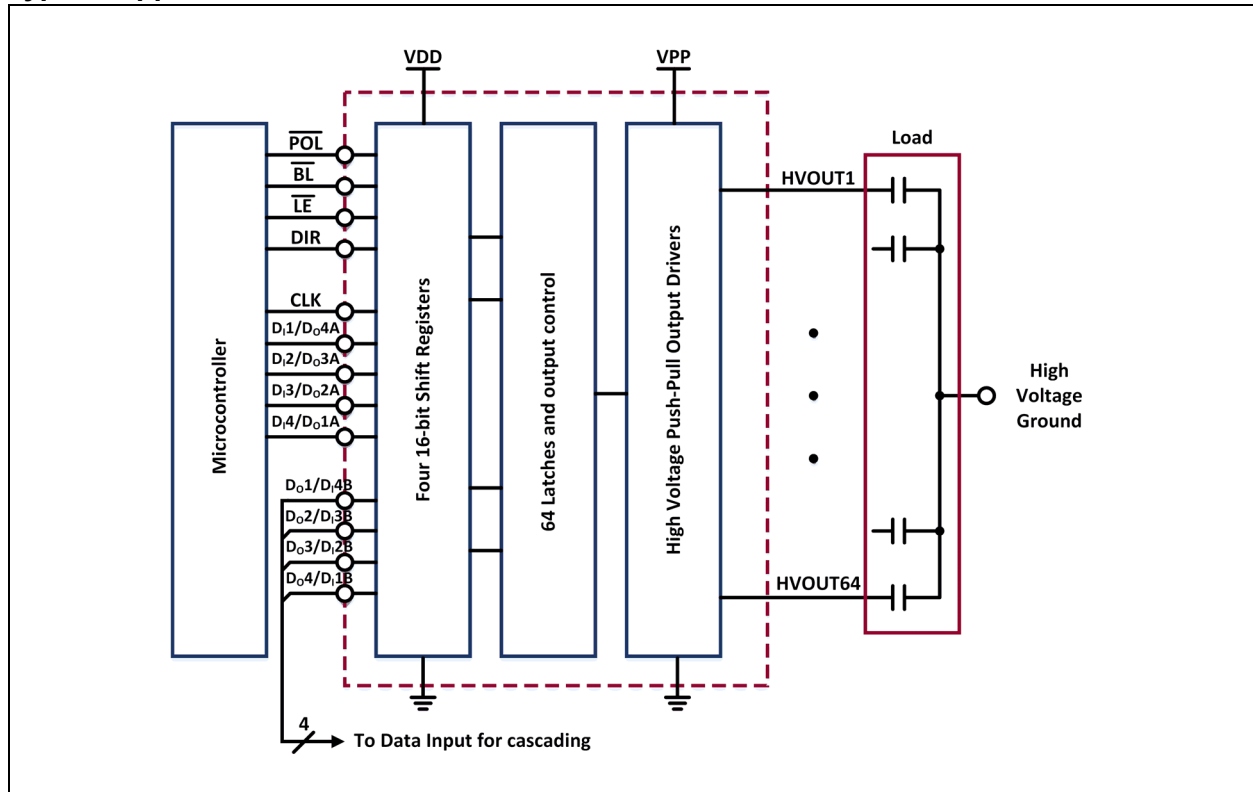 VDD
VPP
POL
BL
LE
DIR
CLK
DI1/DO4A
DI2/DO3A
DI3/DO2A
DI4/DO1A
DO1/DI4B
DO2/DI3B
DO3/DI2B
DO4/DI1B
Microcontroller
Four 16-bit Shift Registers
64 Latches and output control
High Voltage Push-Pull Output Drivers
HVOUT1
HVOUT64
Load
High
Voltage
Ground
4
To Data Input for cascading